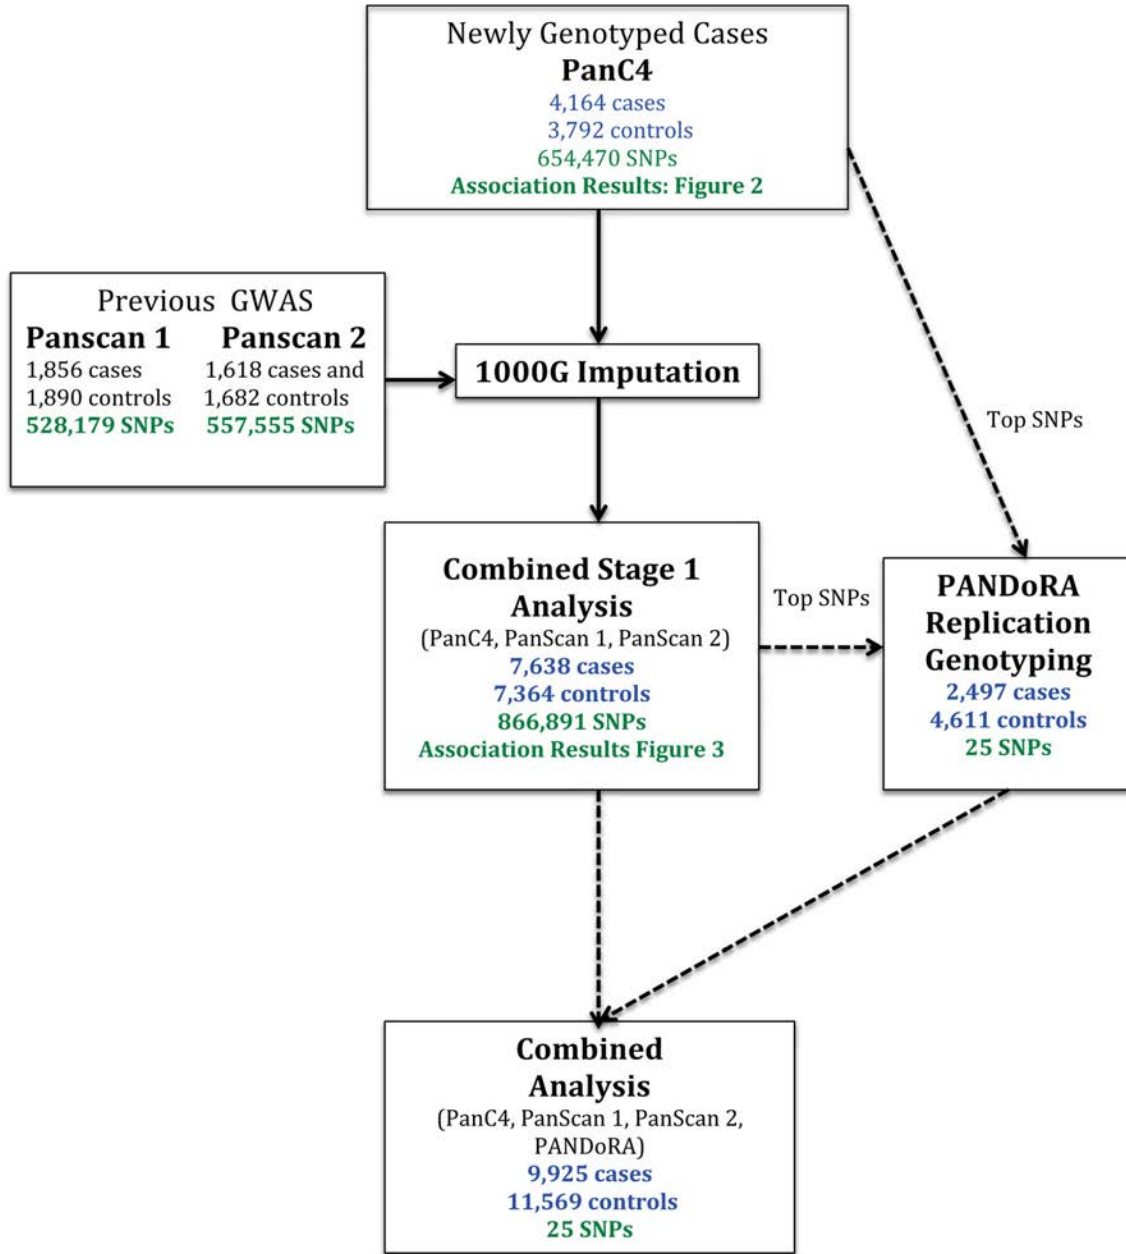 Newly Genotyped Cases
PanC4
4,164 cases
3,792 controls
654,470 SNPs
Association Results: Figure 2
Previous GWAS
Panscan 1 Panscan 2
1,856 cases 1,618 cases and
1,890 controls 1,682 controls
528,179 SNPs 557,555 SNPs
1000G Imputation
Top SNPs
Combined Stage 1
Analysis
(PanC4, PanScan 1, PanScan 2)
7,638 cases
7,364 controls
866,891 SNPs
Association Results Figure 3
Top SNPs
PANDoRA
Replication
Genotyping
2,497 cases
4,611 controls
25 SNPs
Combined
Analysis
(PanC4, PanScan 1, PanScan 2,
PANDoRA)
9,925 cases
11,569 controls
25 SNPs